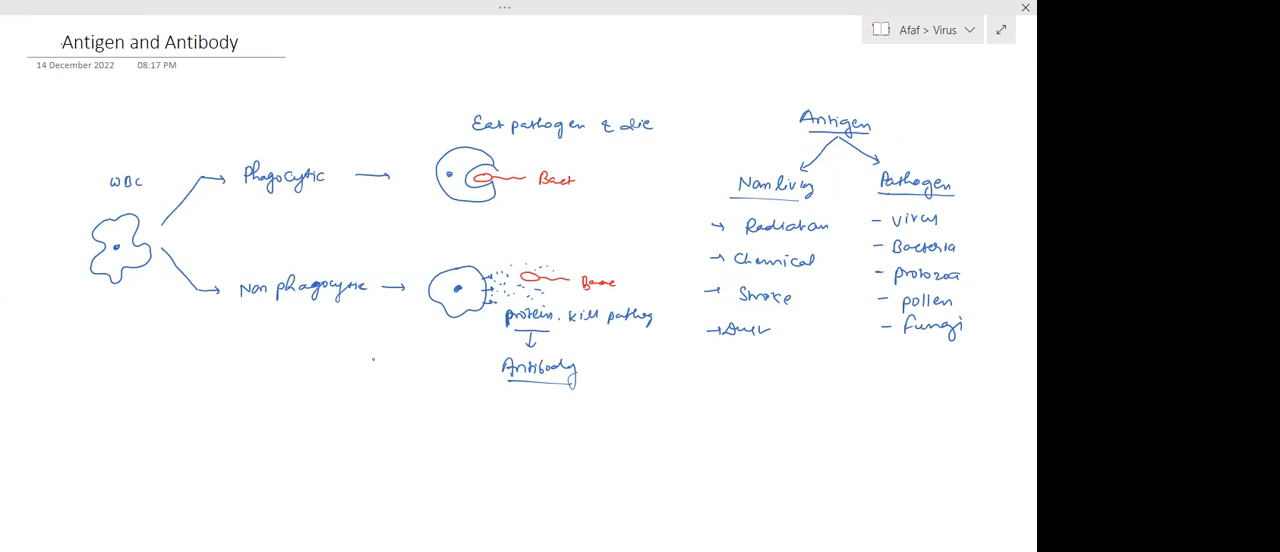 Antigen and Antibody
14 December 2022 08:17 PM
Afaf > Virus
Eat pathogen & die
WBC
Phagocytic
Bact
Non phagocytic
protein. Kill pathog
Antibody
Antigen
Non living
→ Radiation
→ Chemical
→ Smoke
→ Dust
Pathogen
- Virus
- Bacteria
- protozoa
- pollen
- Fungi